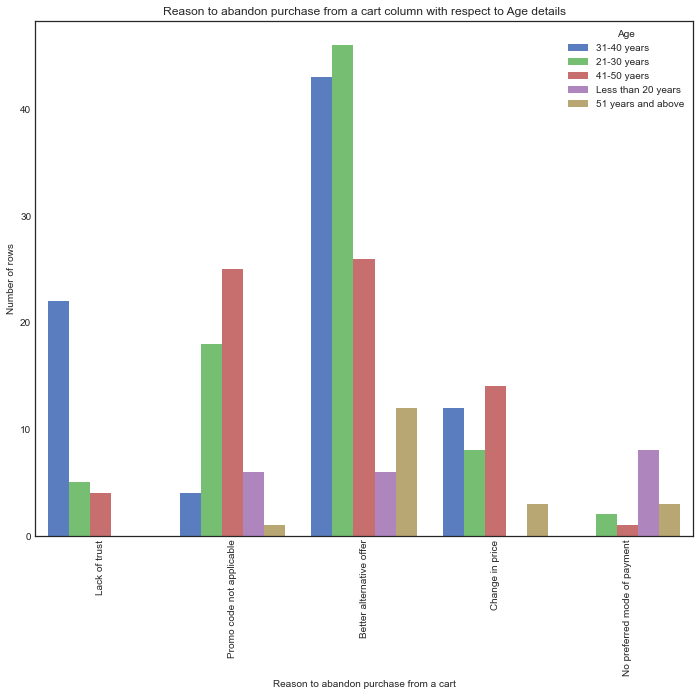 Reason to abandon purchase from a cart column with respect to Age details
Age
31-40 years
21-30 years
41-50 yaers
Less than 20 years
51 years and above
Number of rows
40
30
20
10
0
Lack of trust
Promo code not applicable
Better alternative offer
Change in price
No preferred mode of payment
Reason to abandon purchase from a cart